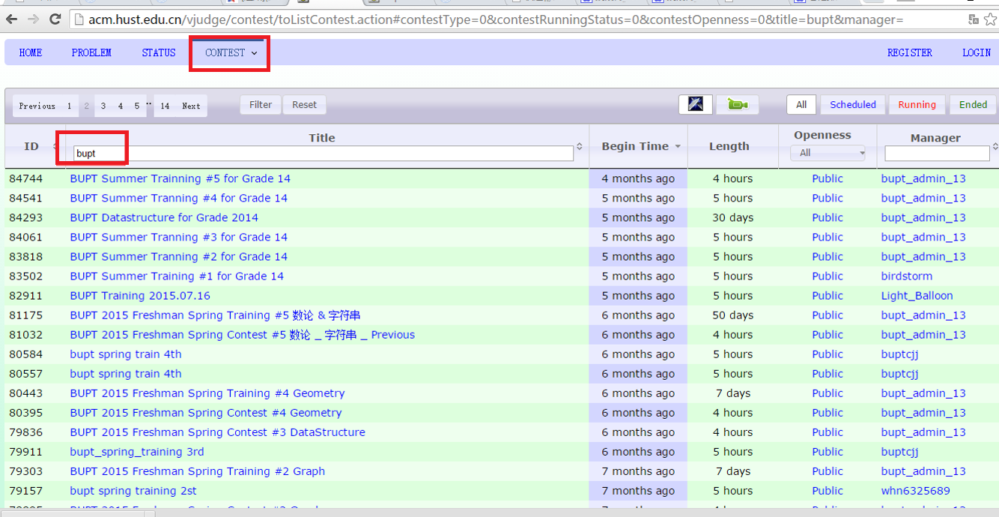 acm.hust.edu.cn/vjudge/contest/toListContest.action#contestType=0&contestRunningStatus=0&contestOpenness=0&title=bupt&manager=
HOME PROBLEM STATUS CONTEST REGISTER LOGIN
Previous 1 2 3 4 5 .. 14 Next Filter Reset All Scheduled Running Ended
ID Title Begin Time Length Openness Manager
bupt All
84744 BUPT Summer Trainning #5 for Grade 14 4 months ago 4 hours Public bupt_admin_13
84541 BUPT Summer Tranning #4 for Grade 14 5 months ago 5 hours Public bupt_admin_13
84293 BUPT Datastructure for Grade 2014 5 months ago 30 days Public bupt_admin_13
84061 BUPT Summer Tranning #3 for Grade 14 5 months ago 5 hours Public bupt_admin_13
83818 BUPT Summer Tranning #2 for Grade 14 5 months ago 5 hours Public bupt_admin_13
83502 BUPT Summer Training #1 for Grade 14 5 months ago 5 hours Public birdstorm
82911 BUPT Training 2015.07.16 5 months ago 5 hours Public Light_Balloon
81175 BUPT 2015 Freshman Spring Training #5 数论 & 字符串 6 months ago 50 days Public bupt_admin_13
81032 BUPT 2015 Freshman Spring Contest #5 数论 _ 字符串 _ Previous 6 months ago 4 hours Public bupt_admin_13
80584 bupt spring train 4th 6 months ago 5 hours Public buptcjj
80557 bupt spring train 4th 6 months ago 5 hours Public buptcjj
80443 BUPT 2015 Freshman Spring Training #4 Geometry 6 months ago 7 days Public bupt_admin_13
80395 BUPT 2015 Freshman Spring Contest #4 Geometry 6 months ago 4 hours Public bupt_admin_13
79836 BUPT 2015 Freshman Spring Contest #3 DataStructure 6 months ago 4 hours Public bupt_admin_13
79911 bupt_spring_training 3rd 6 months ago 5 hours Public buptcjj
79303 BUPT 2015 Freshman Spring Training #2 Graph 7 months ago 7 days Public bupt_admin_13
79157 bupt spring training 2st 7 months ago 5 hours Public whn6325689